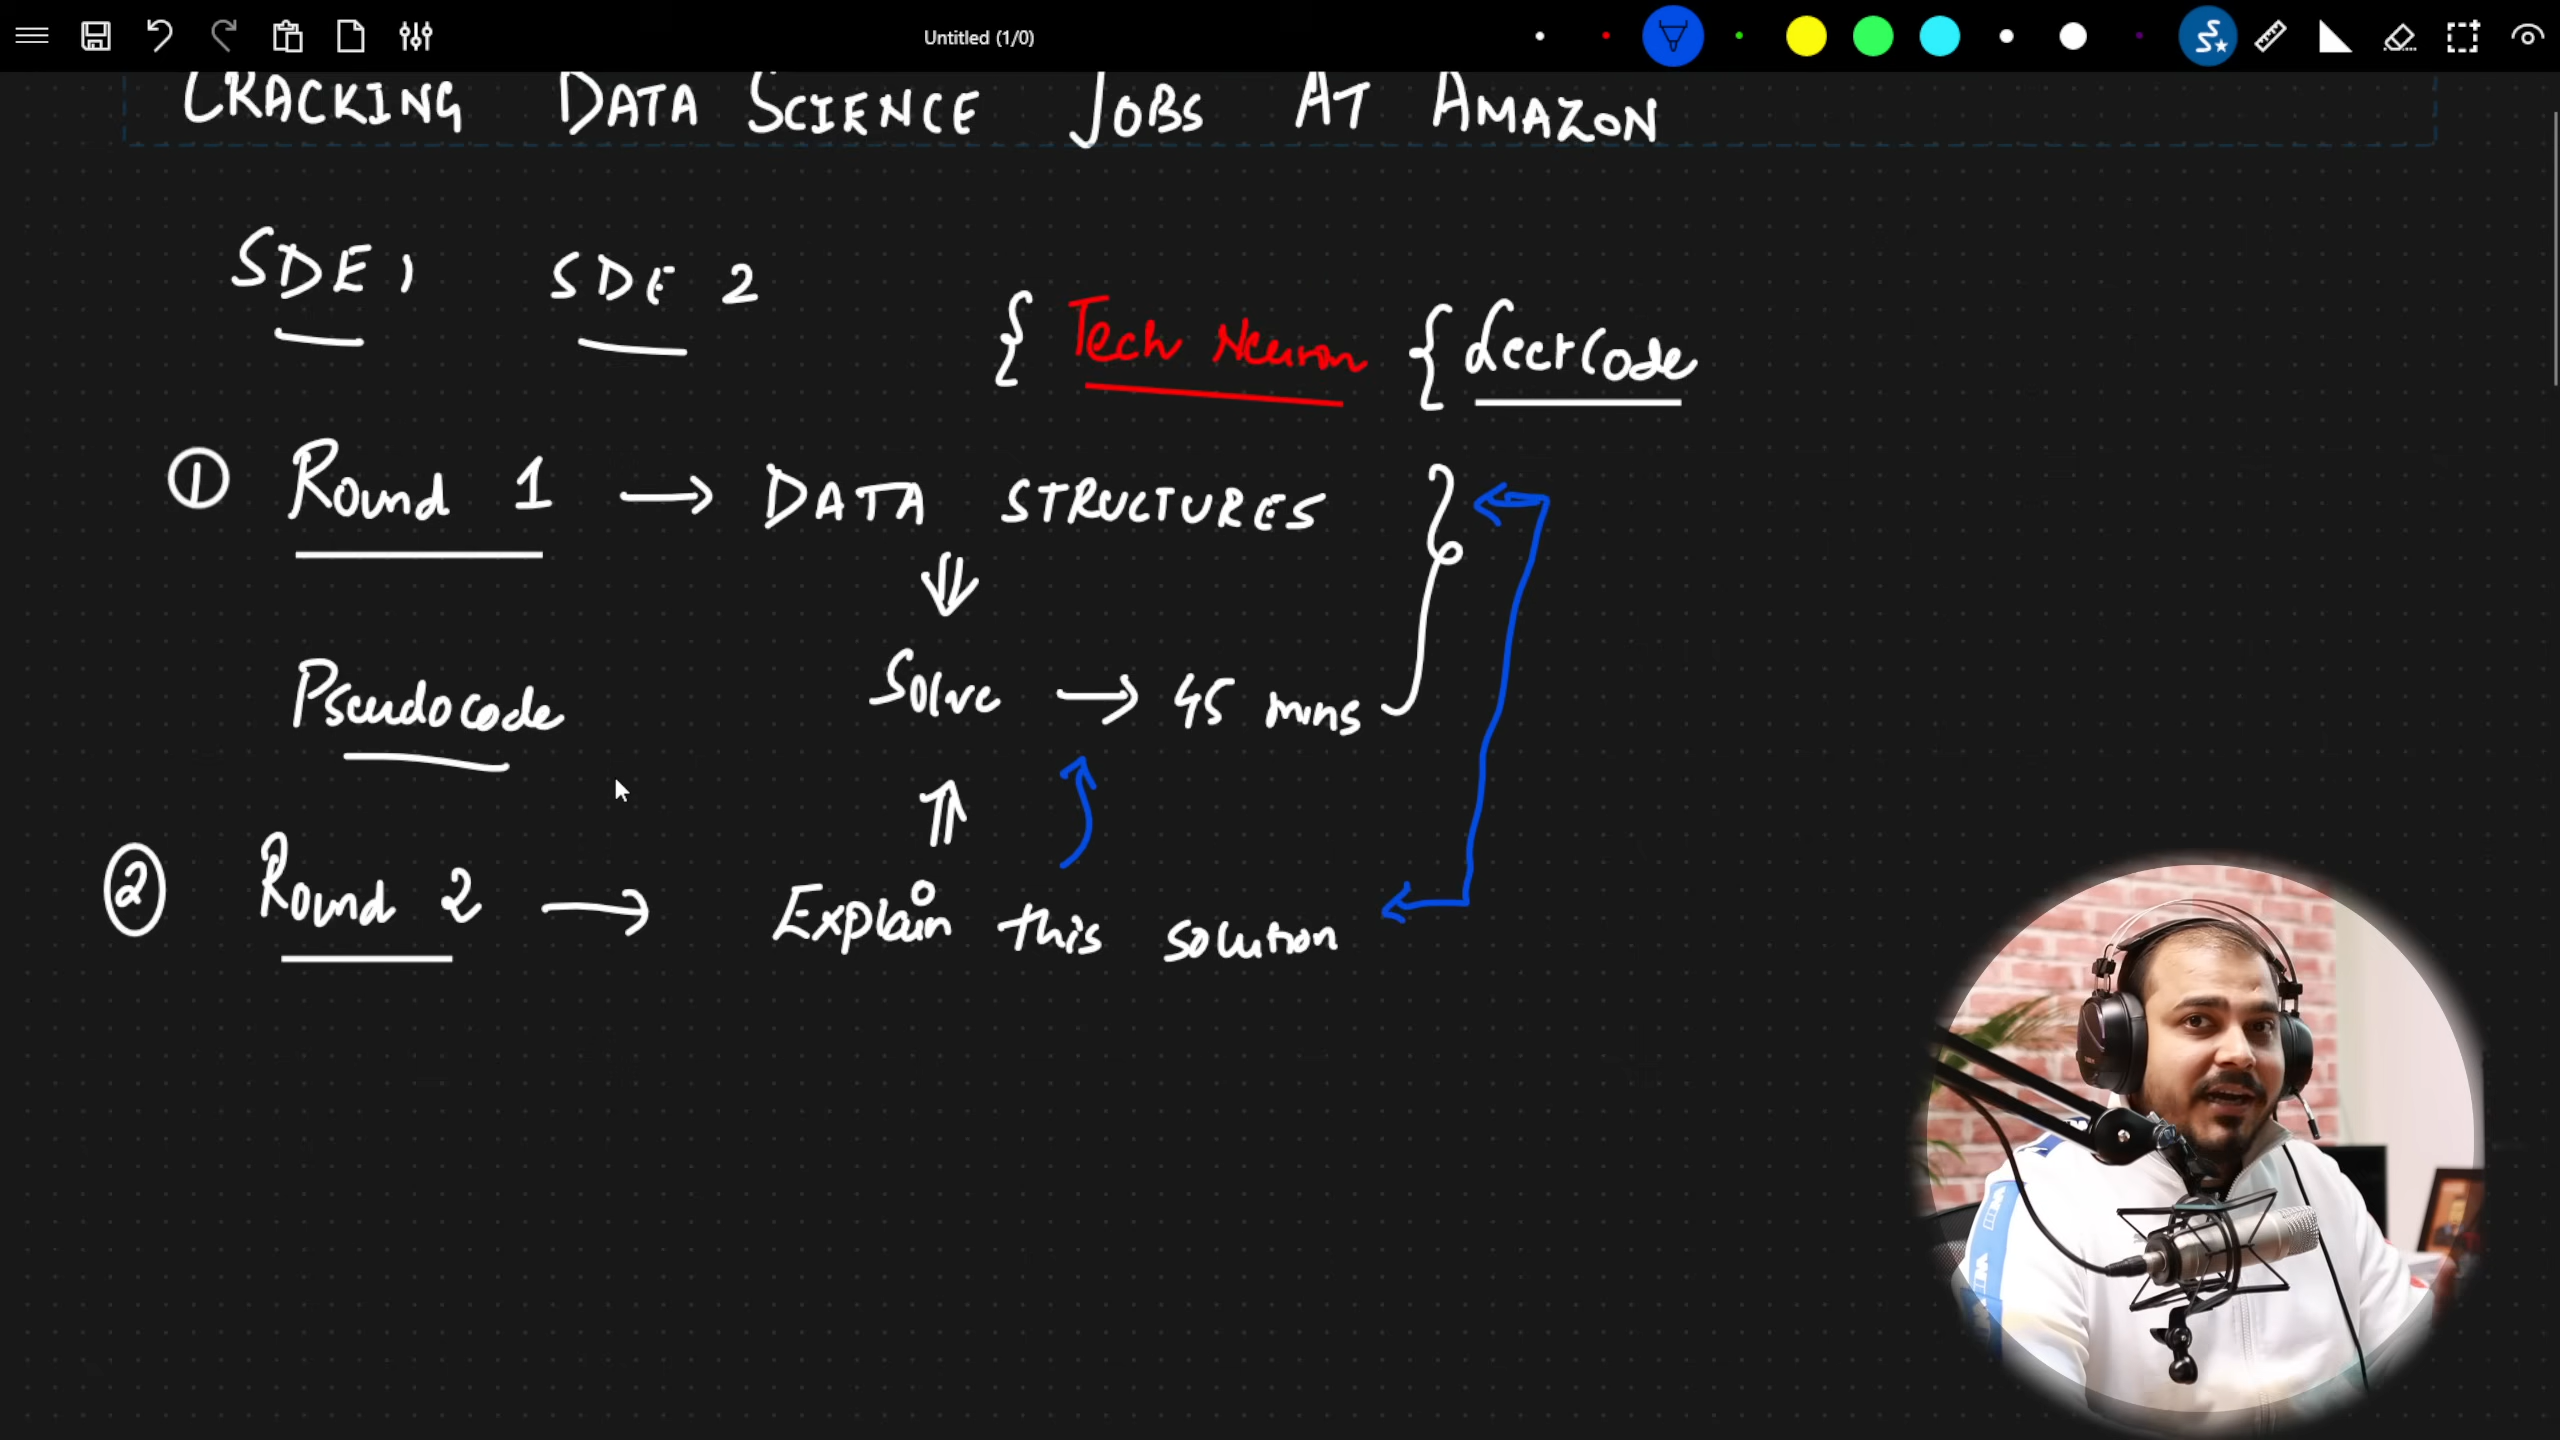 Untitled (1/0)
CRACKING DATA SCIENCE JOBS AT AMAZON
SDE 1 SDE 2
{ Tech Neuron { LeetCode
① Round 1 → DATA STRUCTURES
Pseudocode Solve → 45 mins
② Round 2 → Explain this solution